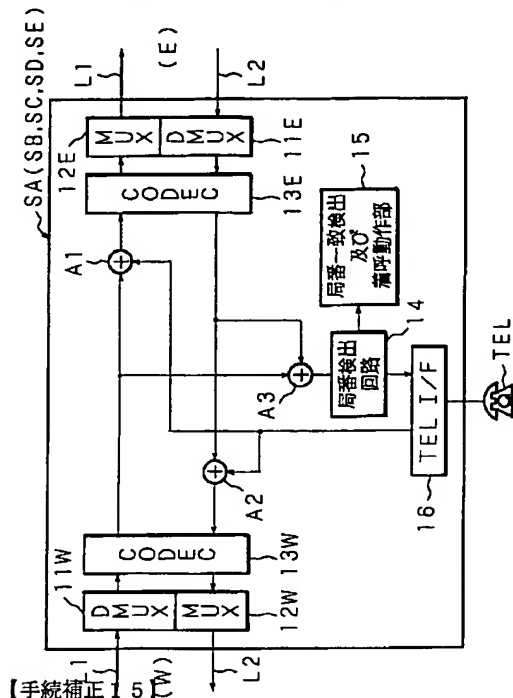 SA(SB,SC,SD,SE)
L1
(E)
L2
12E
MUX
DMUX
11E
CODEC
13E
A1
局番一致検出
及び
着呼動作部
15
A3
局番検出
回路
14
TEL I/F
16
TEL
A2
11W
CODEC
13W
DMUX
MUX
12W
L1
(W)
L2
【手続補正15】